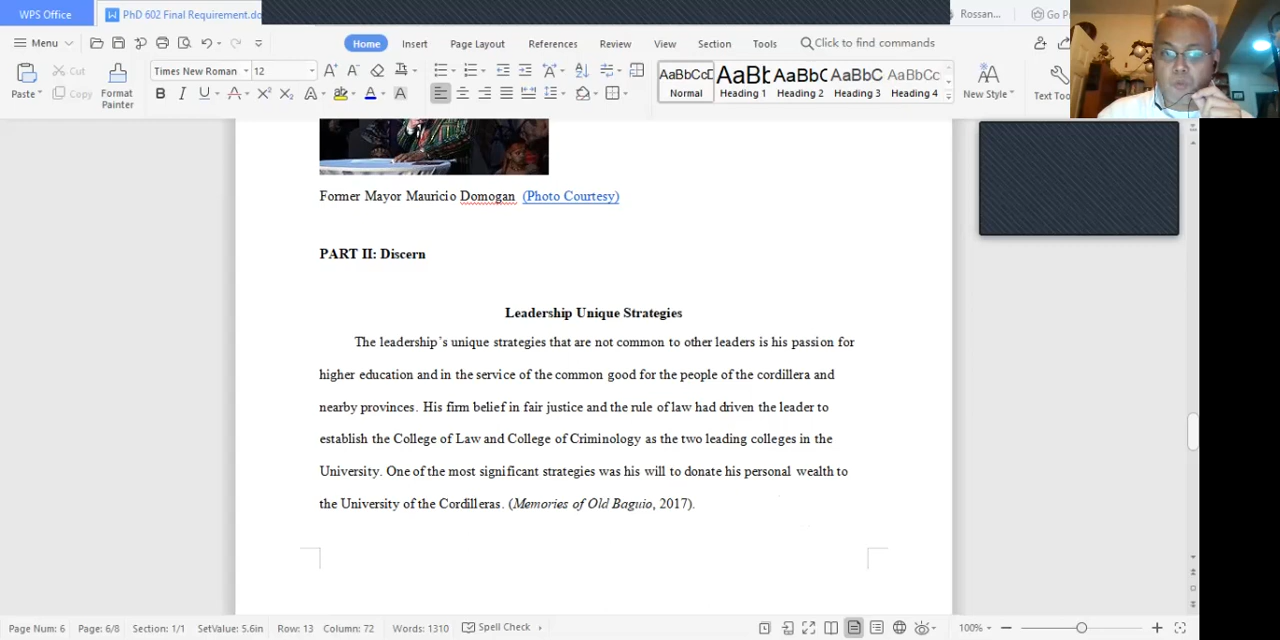 WPS Office
PhD 602 Final Requirement.do
Rossan...
Go P
Menu
Home
Insert
Page Layout
References
Review
View
Section
Tools
Click to find commands
Paste
Cut
Copy
Format
Painter
Times New Roman
12
AaBbCcD
Normal
AaBb
Heading 1
AaBbC
Heading 2
AaBbC
Heading 3
AaBbC
Heading 4
New Style
Text Too
Former Mayor Mauricio Domogan (Photo Courtesy)
PART II: Discern
Leadership Unique Strategies
The leadership's unique strategies that are not common to other leaders is his passion for
higher education and in the service of the common good for the people of the cordillera and
nearby provinces. His firm belief in fair justice and the rule of law had driven the leader to
establish the College of Law and College of Criminology as the two leading colleges in the
University. One of the most significant strategies was his will to donate his personal wealth to
the University of the Cordilleras. (Memories of Old Baguio, 2017).
Page Num: 6
Page: 6/8
Section: 1/1
SetValue: 5.6in
Row: 13
Column: 72
Words: 1310
Spell Check
100%